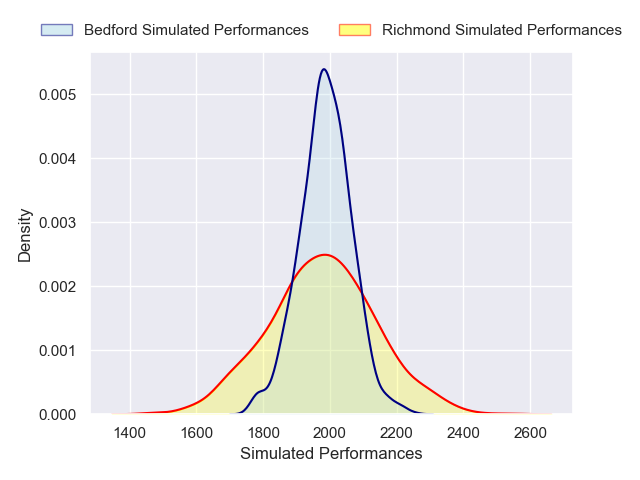 Bedford Simulated Performances Richmond Simulated Performances
0.005
0.004
0.003
0.002
0.001
0.000
Density
1400 1600 1800 2000 2200 2400 2600
Simulated Performances